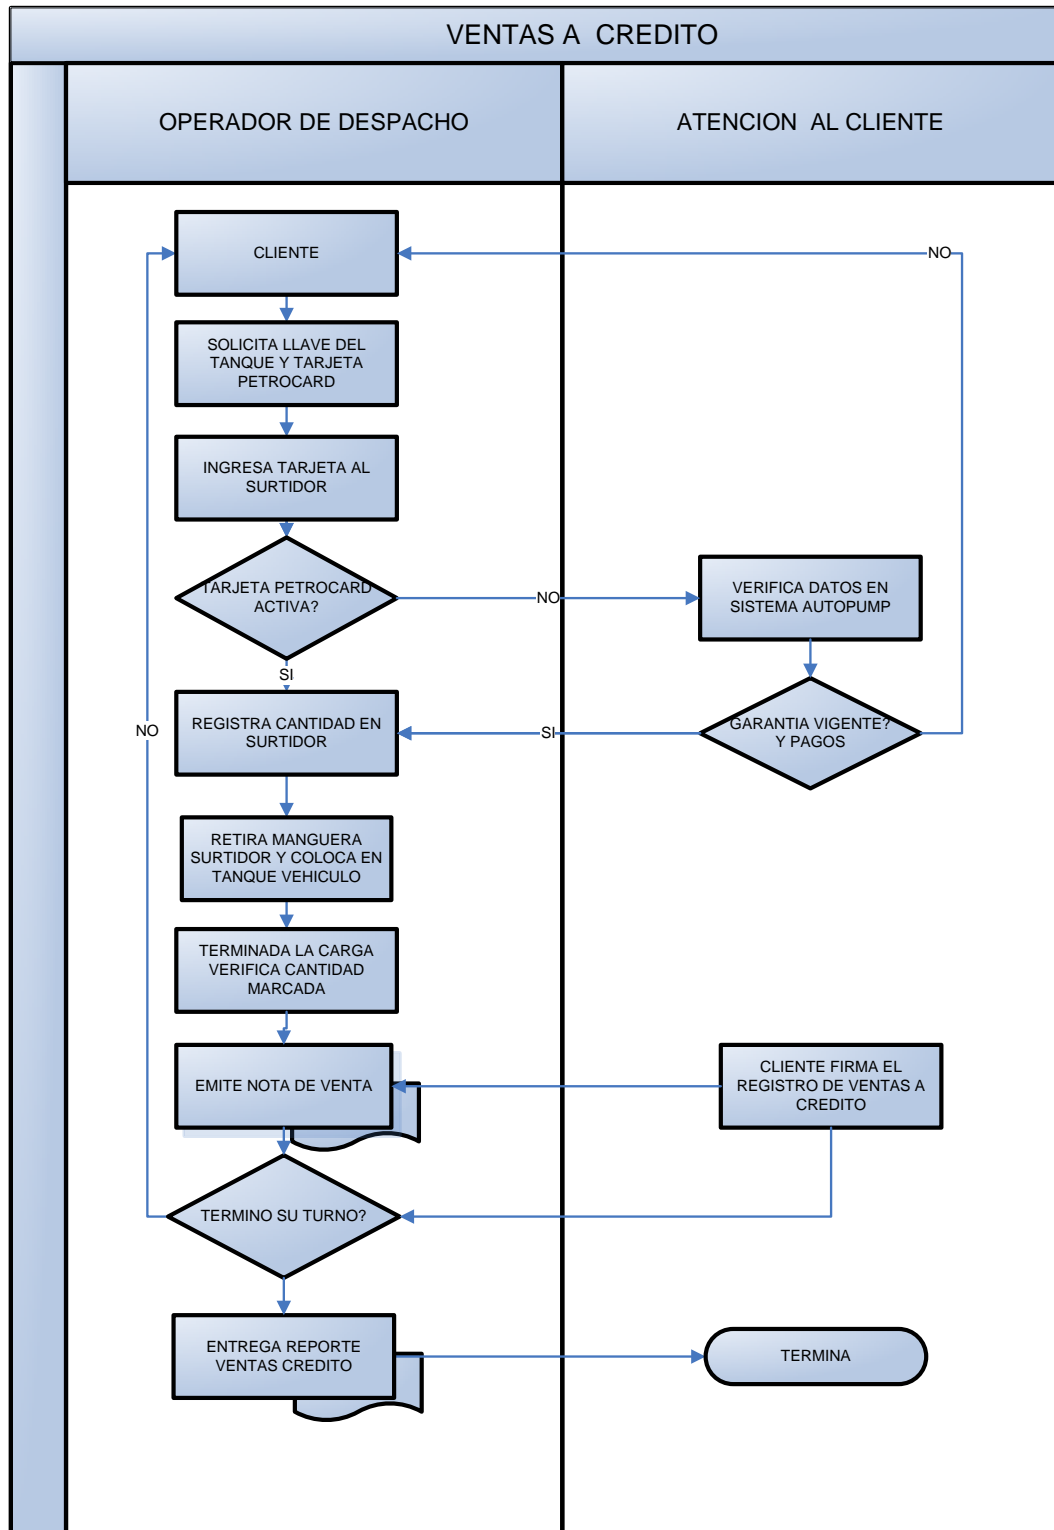 VENTAS A CREDITO
OPERADOR DE DESPACHO
ATENCION AL CLIENTE
CLIENTE
NO
SOLICITA LLAVE DEL
TANQUE Y TARJETA
PETROCARD
INGRESA TARJETA AL
SURTIDOR
TARJETA PETROCARD
ACTIVA?
NO
VERIFICA DATOS EN
SISTEMA AUTOPUMP
SI
REGISTRA CANTIDAD EN
SURTIDOR
NO
SI
GARANTIA VIGENTE?
Y PAGOS
RETIRA MANGUERA
SURTIDOR Y COLOCA EN
TANQUE VEHICULO
TERMINADA LA CARGA
VERIFICA CANTIDAD
MARCADA
EMITE NOTA DE VENTA
CLIENTE FIRMA EL
REGISTRO DE VENTAS A
CREDITO
TERMINO SU TURNO?
ENTREGA REPORTE
VENTAS CREDITO
TERMINA